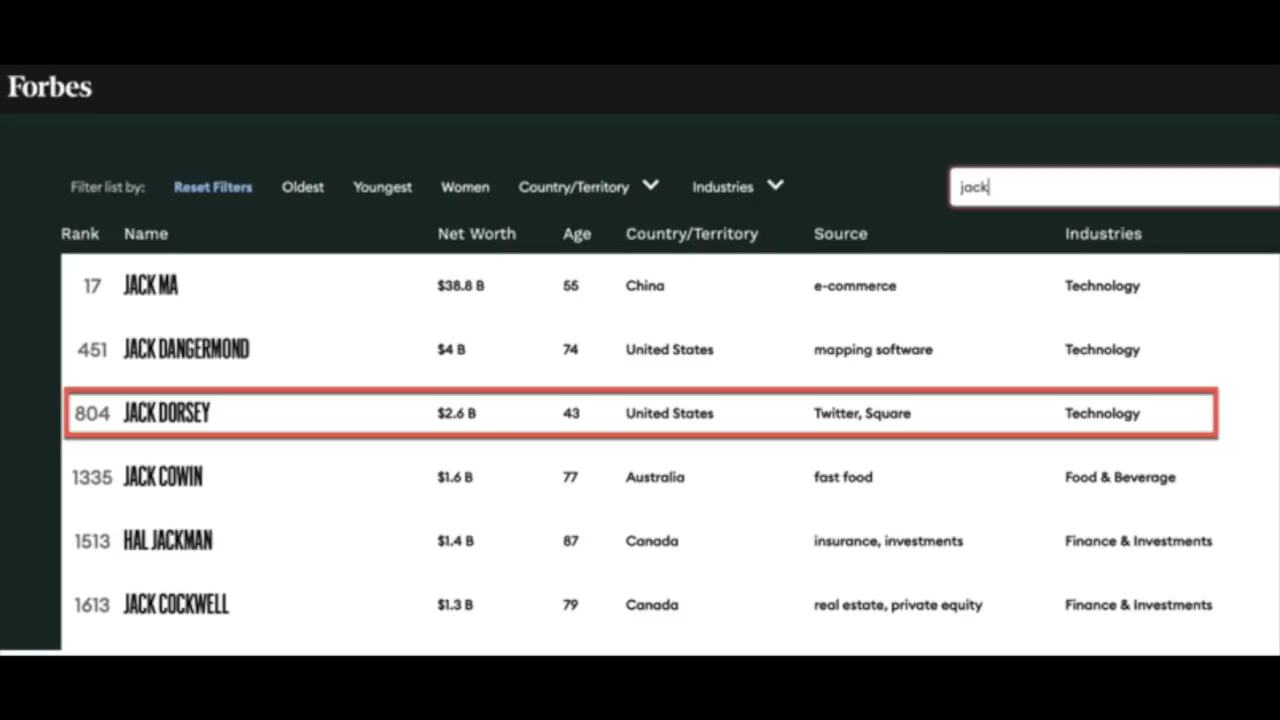 Forbes
Filter list by: Reset Filters Oldest Youngest Women Country/Territory Industries jack
Rank Name Net Worth Age Country/Territory Source Industries
17 JACK MA $38.8 B 55 China e-commerce Technology
451 JACK DANGERMOND $4 B 74 United States mapping software Technology
804 JACK DORSEY $2.6 B 43 United States Twitter, Square Technology
1335 JACK COWIN $1.6 B 77 Australia fast food Food & Beverage
1513 HAL JACKMAN $1.4 B 87 Canada insurance, investments Finance & Investments
1613 JACK COCKWELL $1.3 B 79 Canada real estate, private equity Finance & Investments